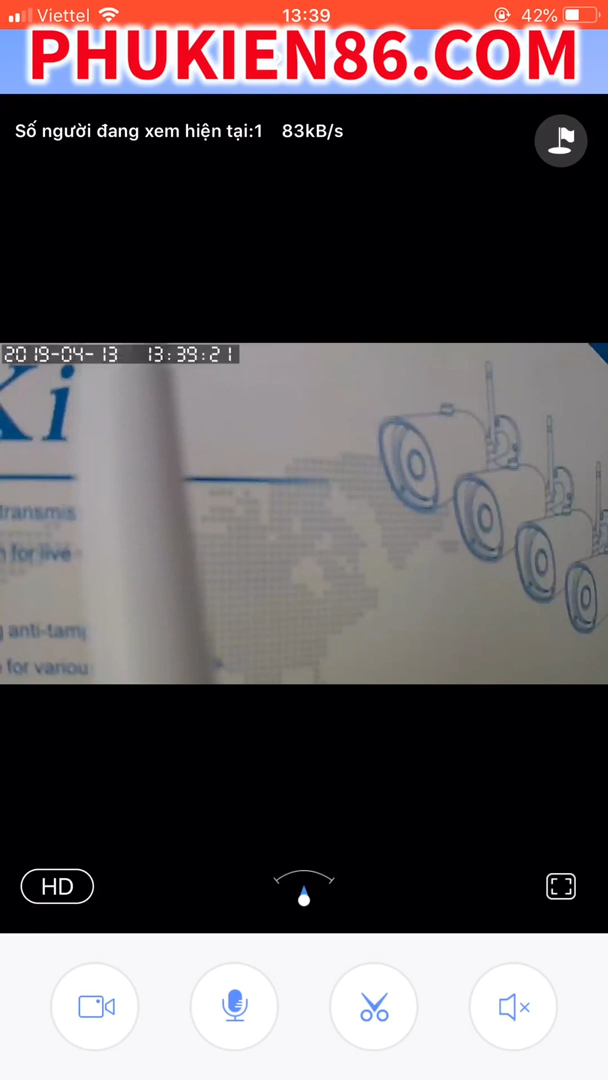 Viettel 13:39 42%
PHUKIEN86.COM
Số người đang xem hiện tại:1 83kB/s
2019-04-13 13:39:21
Xi
transmis
for live
anti-tam
for variou
HD